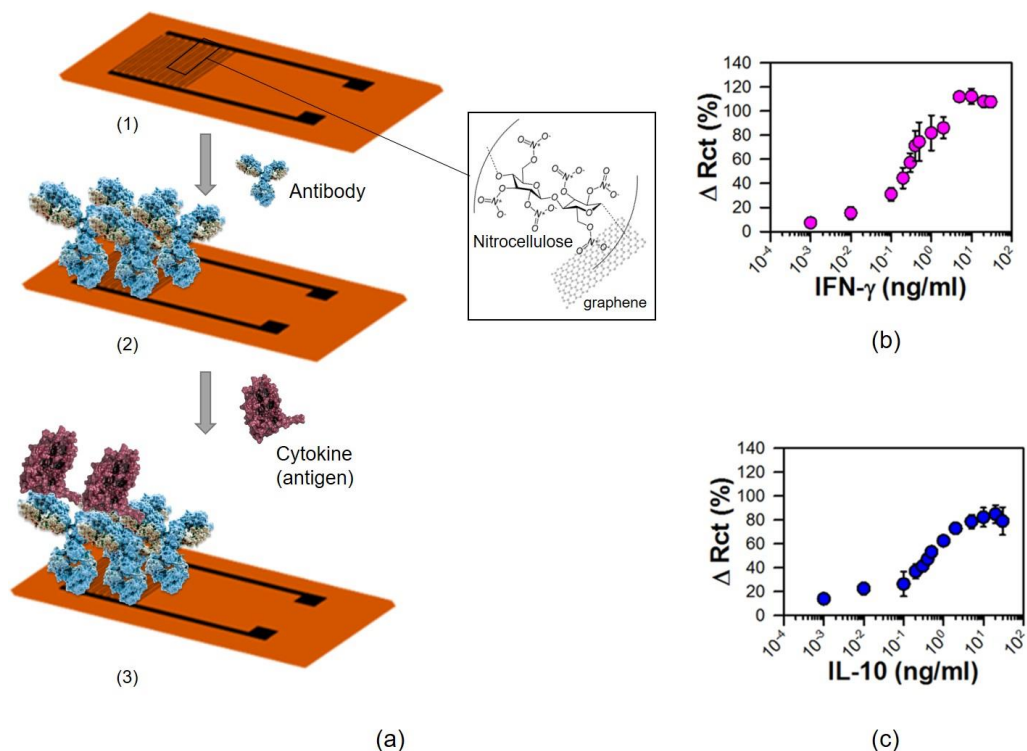 (1)
Antibody
(2)
Cytokine
(antigen)
(3)
(a)
O N⁺ O⁻
O
O N⁺ O⁻
O N⁺ O⁻
O N⁺ O⁻
O N⁺ O⁻
O N⁺ O⁻
Nitrocellulose
graphene
Δ Rct (%)
140
120
100
80
60
40
20
0
10⁻⁴ 10⁻³ 10⁻² 10⁻¹ 10⁰ 10¹ 10²
IFN-γ (ng/ml)
(b)
Δ Rct (%)
140
120
100
80
60
40
20
0
10⁻⁴ 10⁻³ 10⁻² 10⁻¹ 10⁰ 10¹ 10²
IL-10 (ng/ml)
(c)